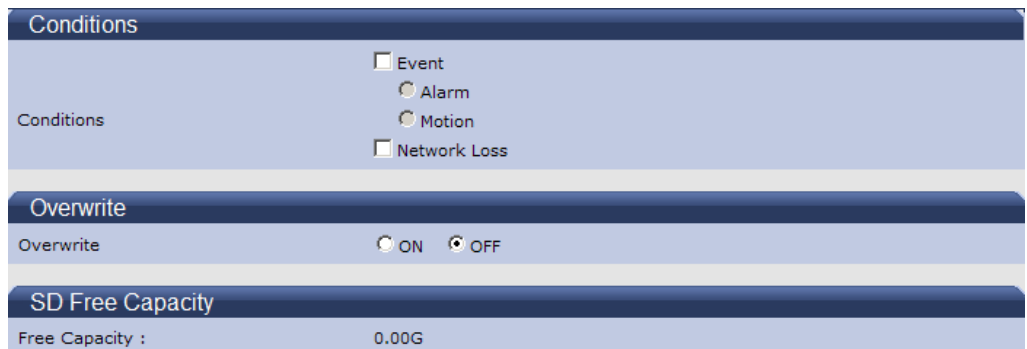 Conditions
Event
Alarm
Conditions
Motion
Network Loss
Overwrite
Overwrite ON OFF
SD Free Capacity
Free Capacity : 0.00G